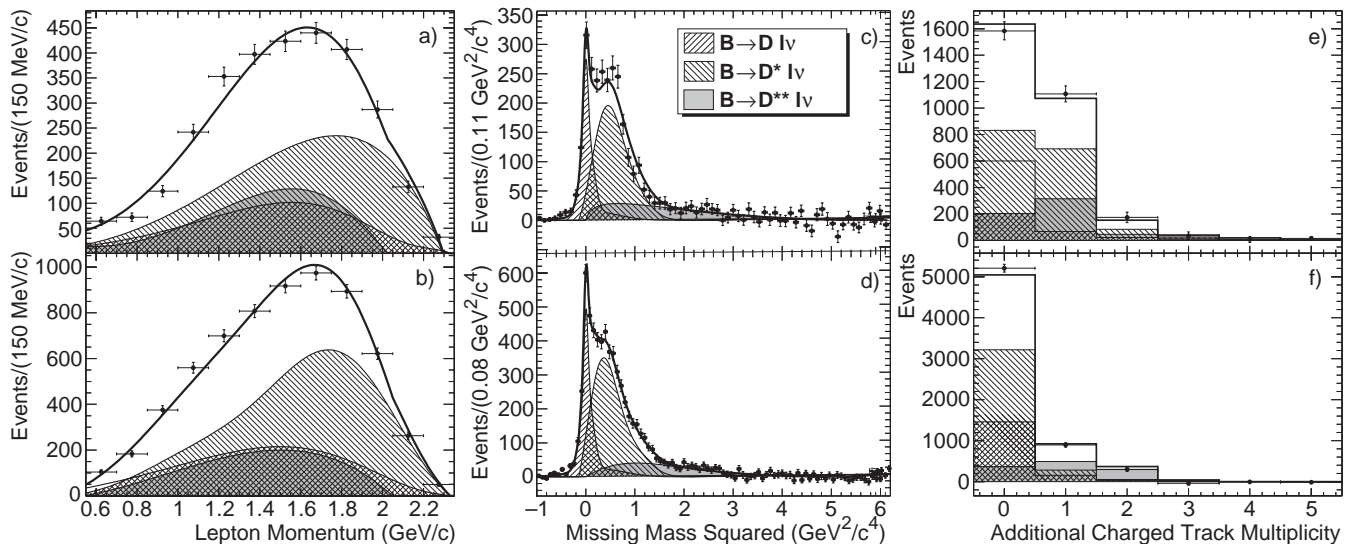 Events/(150 MeV/c)
450
400
350
300
250
200
150
100
50
a)
Events/(0.11 GeV²/c⁴)
300
250
200
150
100
50
0
-50
c)
B→D lν
B→D* lν
B→D** lν
Events
1600
1400
1200
1000
800
600
400
200
0
e)
Events/(150 MeV/c)
1000
800
600
400
200
0
b)
Events/(0.08 GeV²/c⁴)
600
500
400
300
200
100
0
d)
Events
5000
4000
3000
2000
1000
0
f)
0.6 0.8 1 1.2 1.4 1.6 1.8 2 2.2
Lepton Momentum (GeV/c)
−1 0 1 2 3 4 5 6
Missing Mass Squared (GeV²/c⁴)
0 1 2 3 4 5
Additional Charged Track Multiplicity